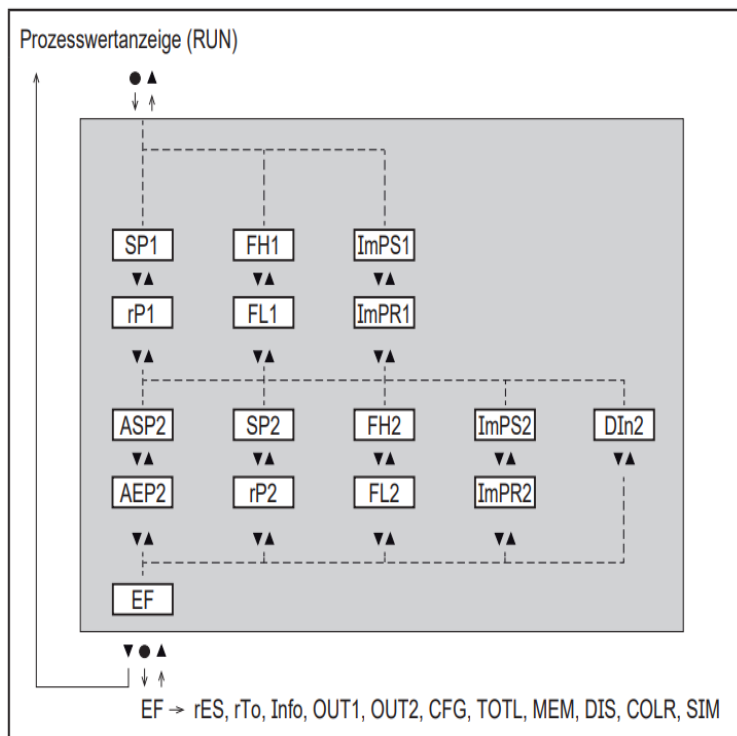 Prozesswertanzeige (RUN)
SP1 FH1 ImPS1
rP1 FL1 ImPR1
ASP2 SP2 FH2 ImPS2 DIn2
AEP2 rP2 FL2 ImPR2
EF
EF → rES, rTo, Info, OUT1, OUT2, CFG, TOTL, MEM, DIS, COLR, SIM